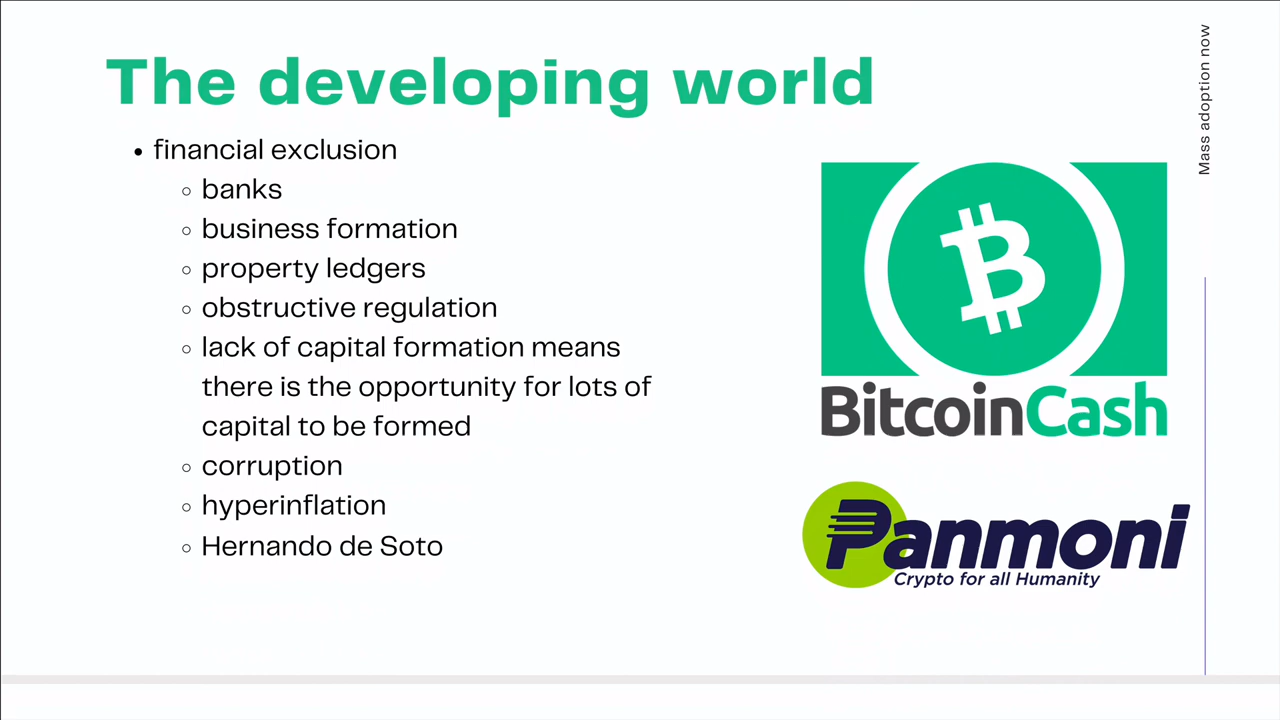 The developing world
Mass adoption now
• financial exclusion
◦ banks
◦ business formation
◦ property ledgers
◦ obstructive regulation
◦ lack of capital formation means
there is the opportunity for lots of
capital to be formed
◦ corruption
◦ hyperinflation
◦ Hernando de Soto
BitcoinCash
Panmoni
Crypto for all Humanity